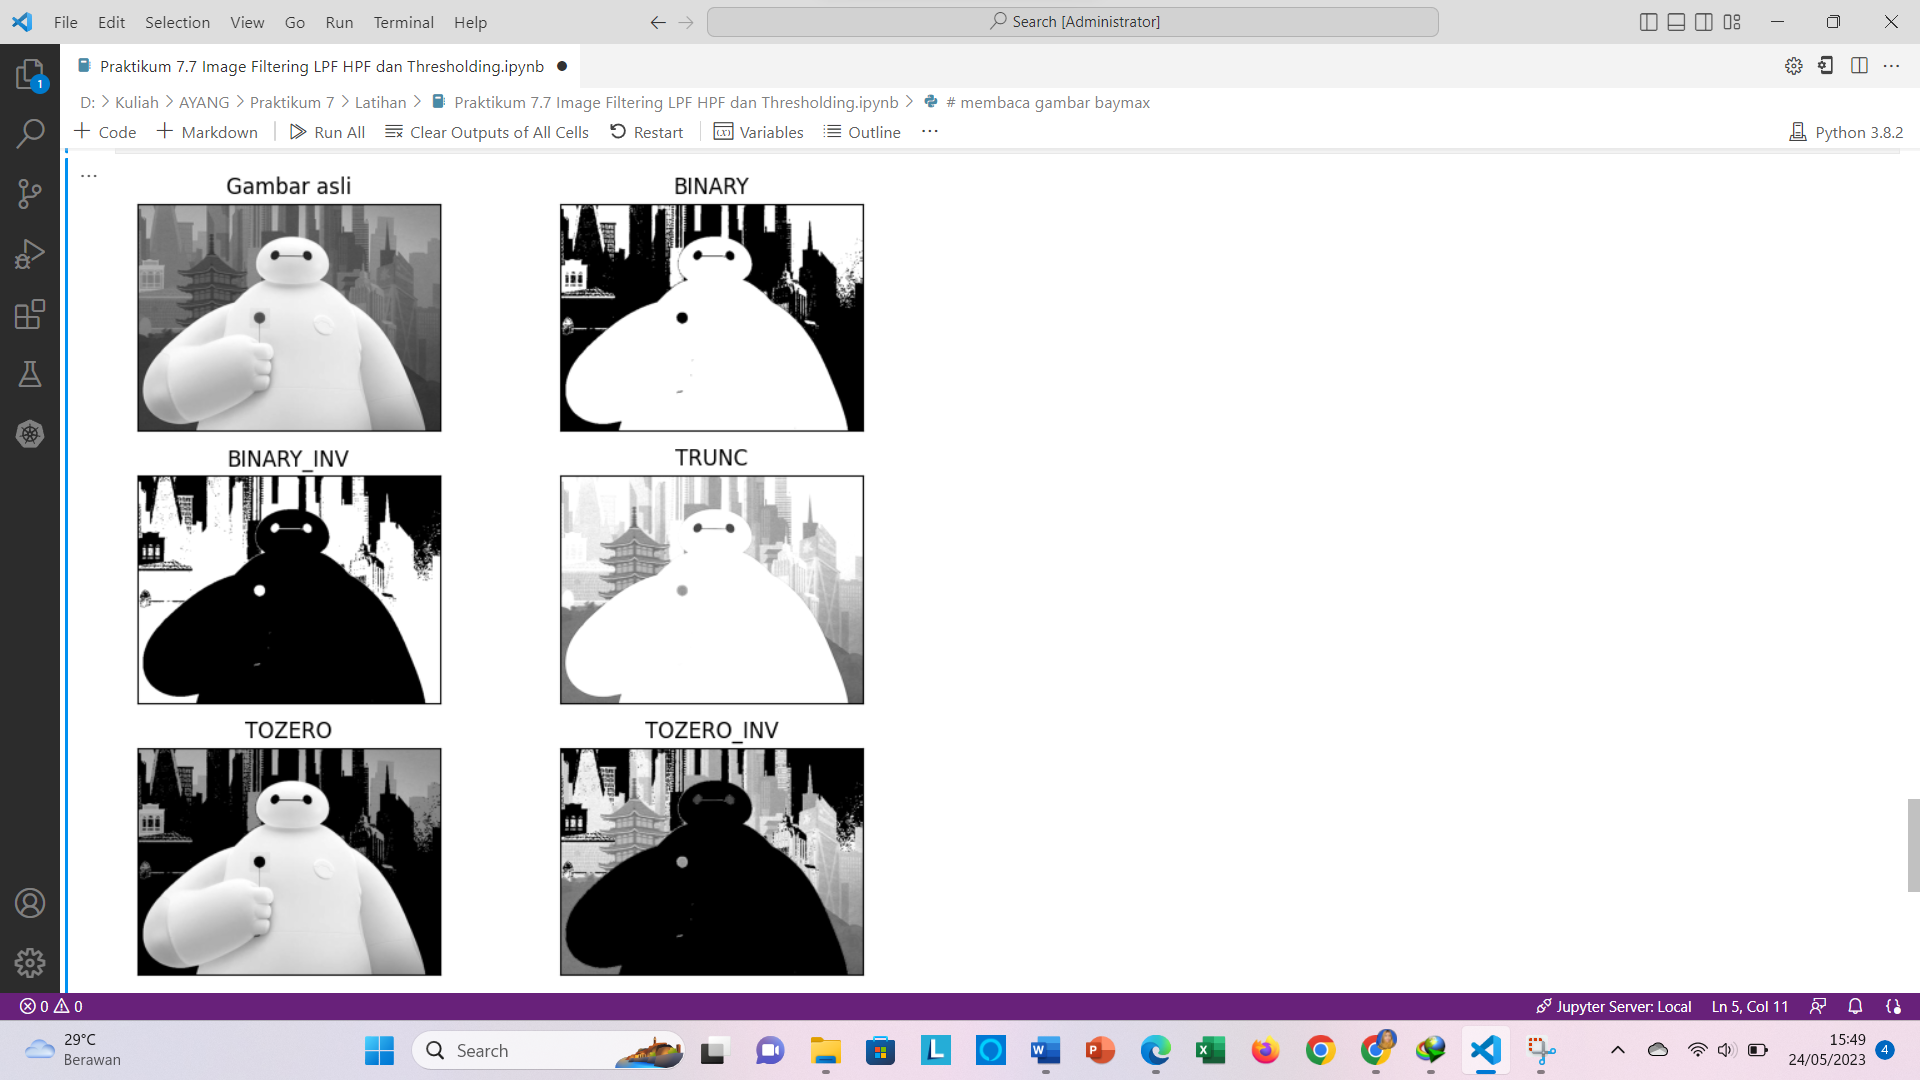 File Edit Selection View Go Run Terminal Help
Search [Administrator]
Praktikum 7.7 Image Filtering LPF HPF dan Thresholding.ipynb
D: > Kuliah > AYANG > Praktikum 7 > Latihan > Praktikum 7.7 Image Filtering LPF HPF dan Thresholding.ipynb > # membaca gambar baymax
+ Code + Markdown Run All Clear Outputs of All Cells Restart Variables Outline ...
Python 3.8.2
1
...
Gambar asli BINARY
BINARY_INV TRUNC
TOZERO TOZERO_INV
0 0
Jupyter Server: Local Ln 5, Col 11
29°C
Berawan
Search
15:49
24/05/2023
4